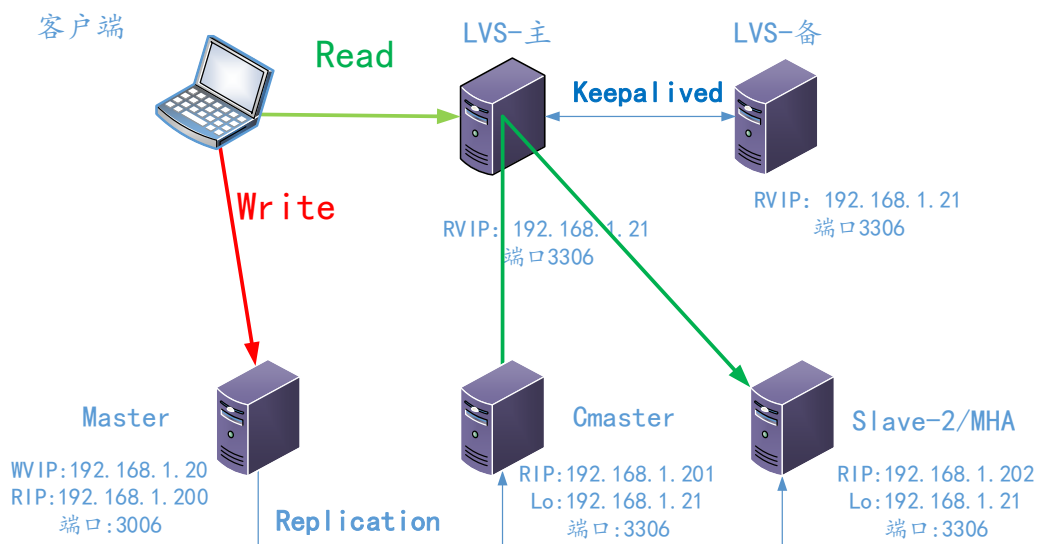 客户端
Read
LVS-主
LVS-备
Keepalived
Write
RVIP: 192.168.1.21
端口3306
RVIP: 192.168.1.21
端口3306
Master
WVIP:192.168.1.20
RIP:192.168.1.200
端口:3006
Replication
Cmaster
RIP:192.168.1.201
Lo:192.168.1.21
端口:3306
Slave-2/MHA
RIP:192.168.1.202
Lo:192.168.1.21
端口:3306